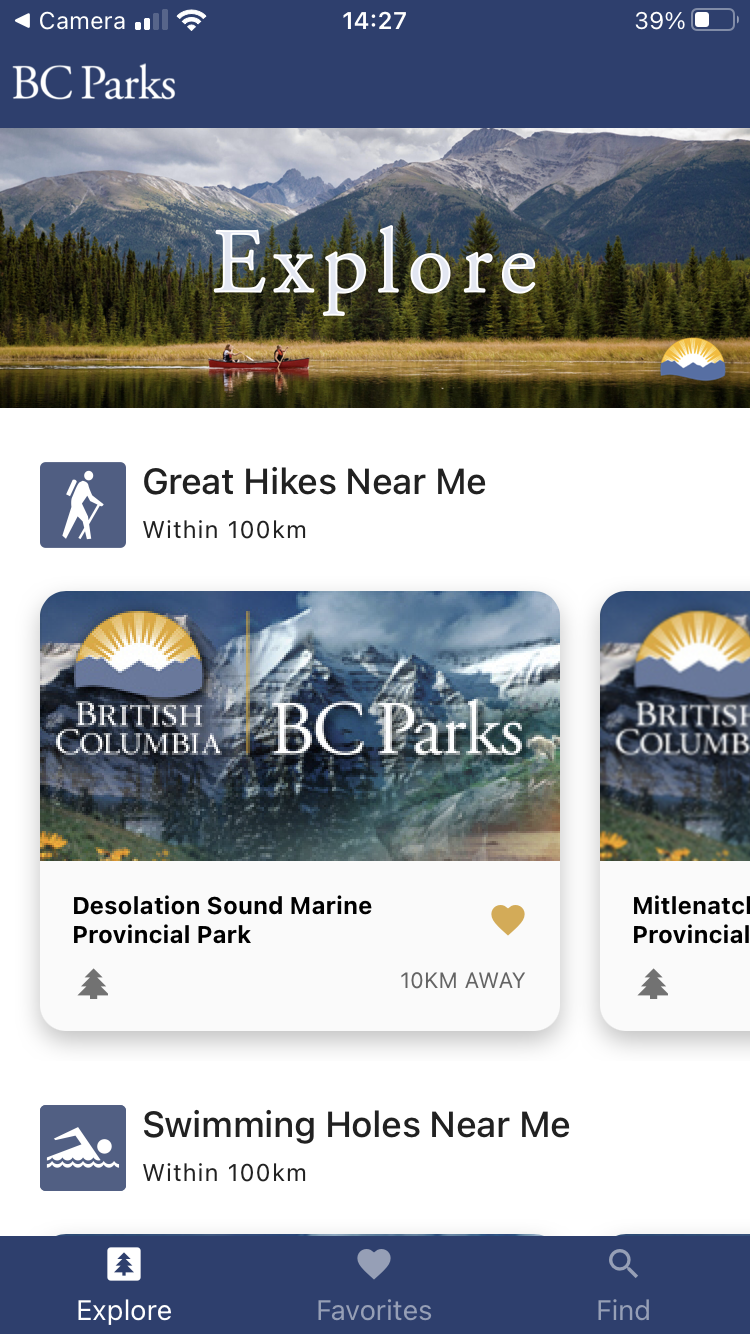 Camera
14:27
39%
BC Parks
Explore
Great Hikes Near Me
Within 100km
BRITISH
COLUMBIA
BC Parks
BRITISH
COLUMB
Desolation Sound Marine
Provincial Park
10KM AWAY
Mitlenatch
Provincial
Swimming Holes Near Me
Within 100km
Explore
Favorites
Find